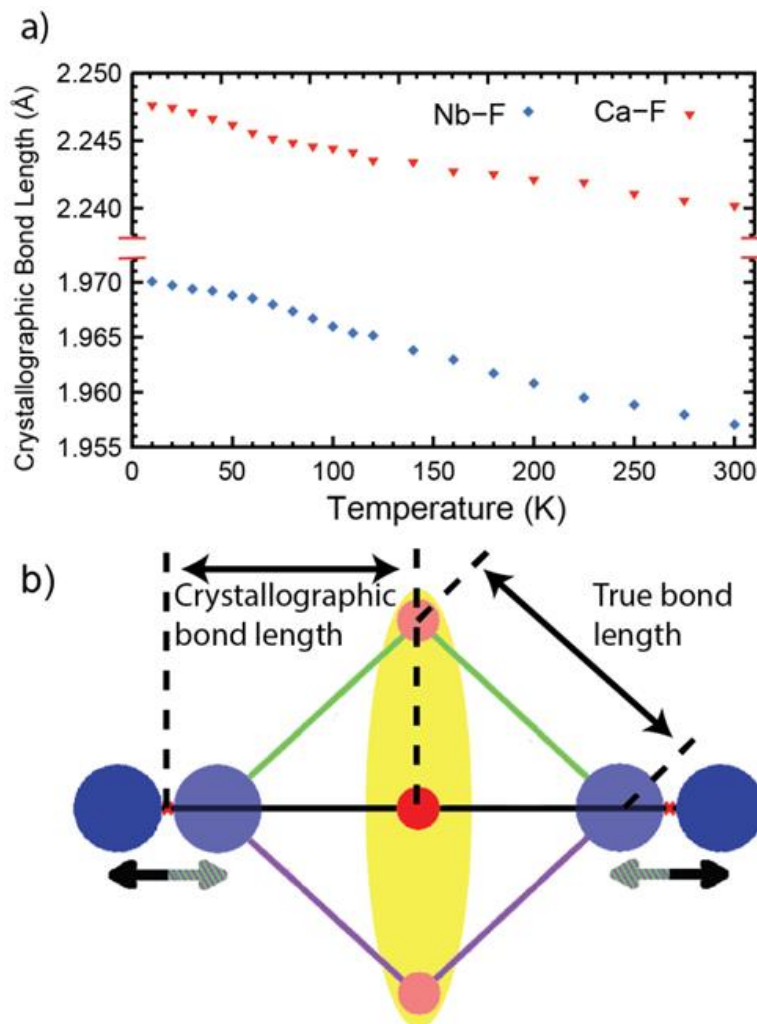 a)
Crystallographic Bond Length (Å)
2.250
2.245
2.240
1.970
1.965
1.960
1.955
Nb–F
Ca–F
0
50
100
150
200
250
300
Temperature (K)
b)
Crystallographic
bond length
True bond
length